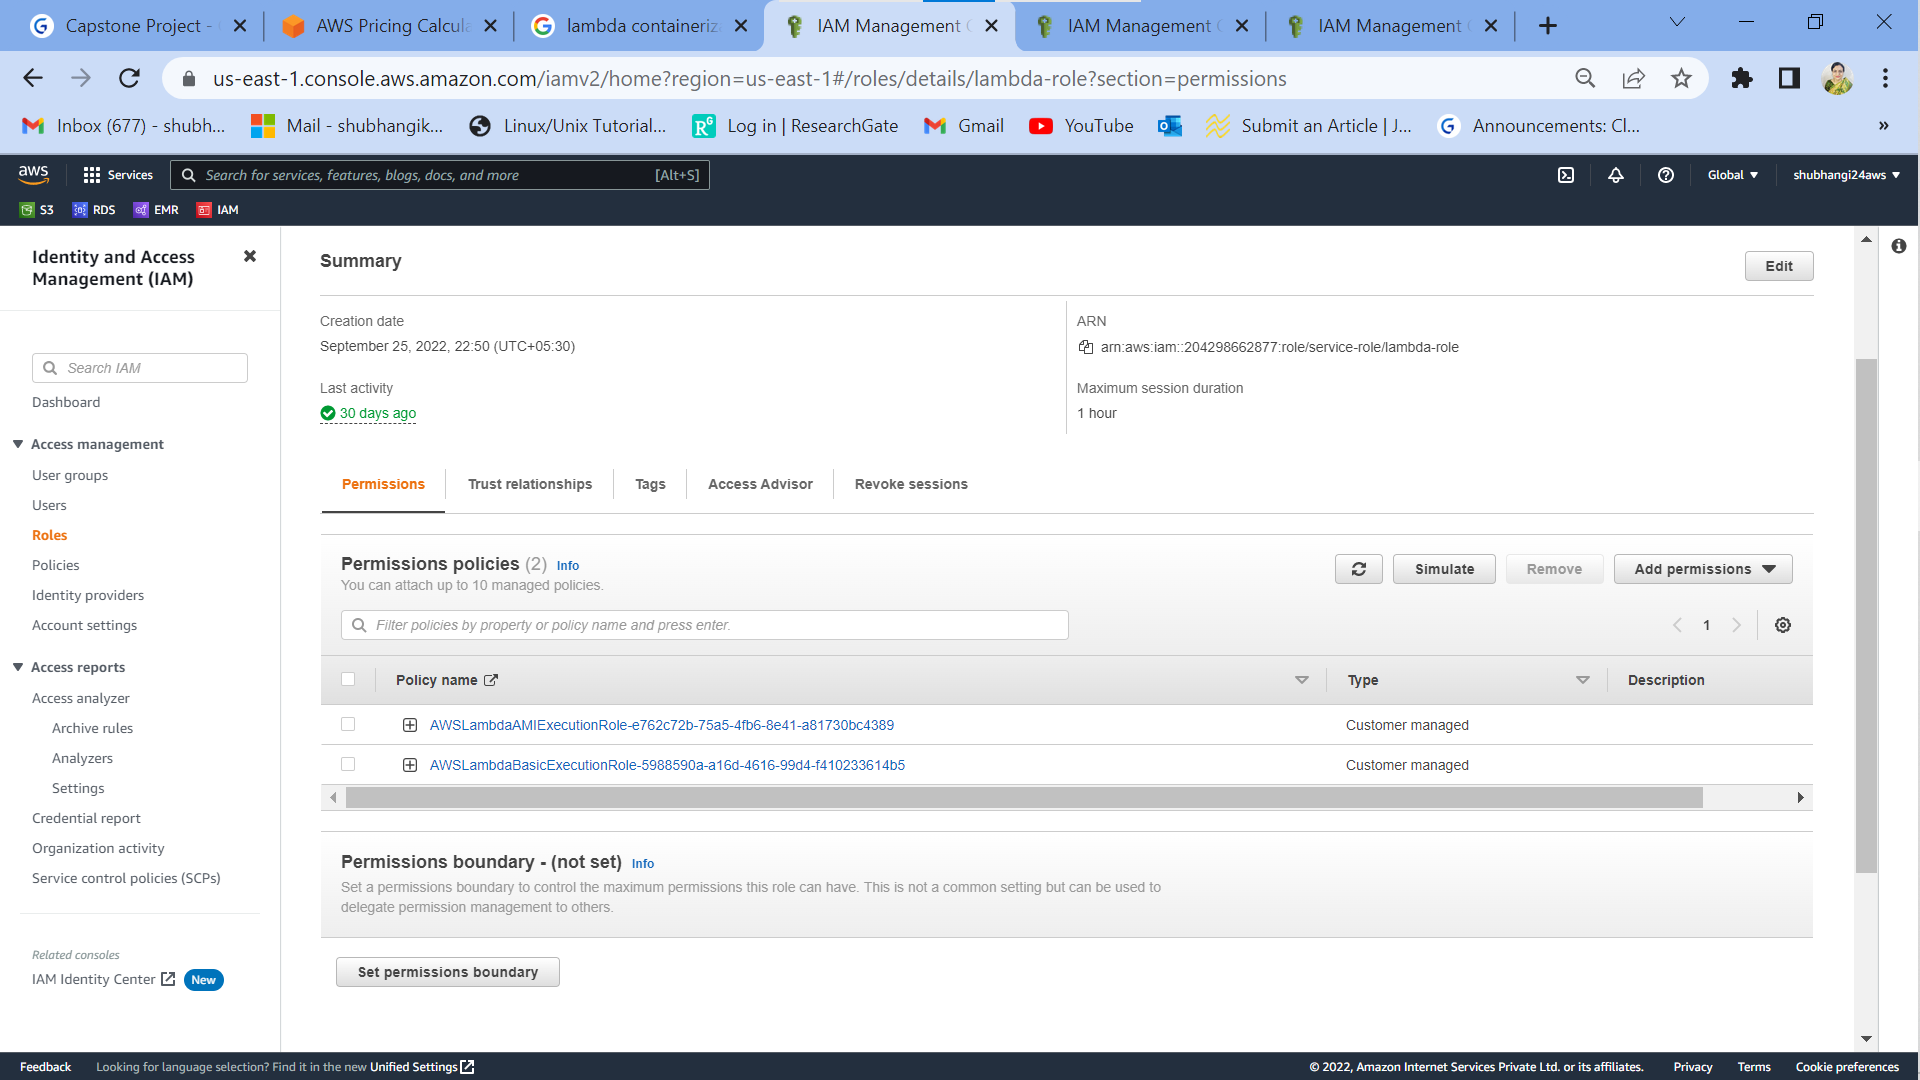 Capstone Project -
AWS Pricing Calcula
lambda containeriz
IAM Management
IAM Management
IAM Management
us-east-1.console.aws.amazon.com/iamv2/home?region=us-east-1#/roles/details/lambda-role?section=permissions
Inbox (677) - shubh...
Mail - shubhangik...
Linux/Unix Tutorial...
Log in | ResearchGate
Gmail
YouTube
Submit an Article | J...
Announcements: Cl...
»
aws
Services
Search for services, features, blogs, docs, and more
[Alt+S]
Global
shubhangi24aws
S3
RDS
EMR
IAM
Identity and Access Management (IAM)
Search IAM
Dashboard
Access management
User groups
Users
Roles
Policies
Identity providers
Account settings
Access reports
Access analyzer
Archive rules
Analyzers
Settings
Credential report
Organization activity
Service control policies (SCPs)
Related consoles
IAM Identity Center
New
Summary
Edit
Creation date
September 25, 2022, 22:50 (UTC+05:30)
ARN
arn:aws:iam::204298662877:role/service-role/lambda-role
Last activity
30 days ago
Maximum session duration
1 hour
Permissions
Trust relationships
Tags
Access Advisor
Revoke sessions
Permissions policies (2) Info
You can attach up to 10 managed policies.
Simulate
Remove
Add permissions
Filter policies by property or policy name and press enter.
1
Policy name
Type
Description
AWSLambdaAMIExecutionRole-e762c72b-75a5-4fb6-8e41-a81730bc4389
Customer managed
AWSLambdaBasicExecutionRole-5988590a-a16d-4616-99d4-f410233614b5
Customer managed
Permissions boundary - (not set) Info
Set a permissions boundary to control the maximum permissions this role can have. This is not a common setting but can be used to
delegate permission management to others.
Set permissions boundary
Feedback
Looking for language selection? Find it in the new Unified Settings
© 2022, Amazon Internet Services Private Ltd. or its affiliates.
Privacy
Terms
Cookie preferences